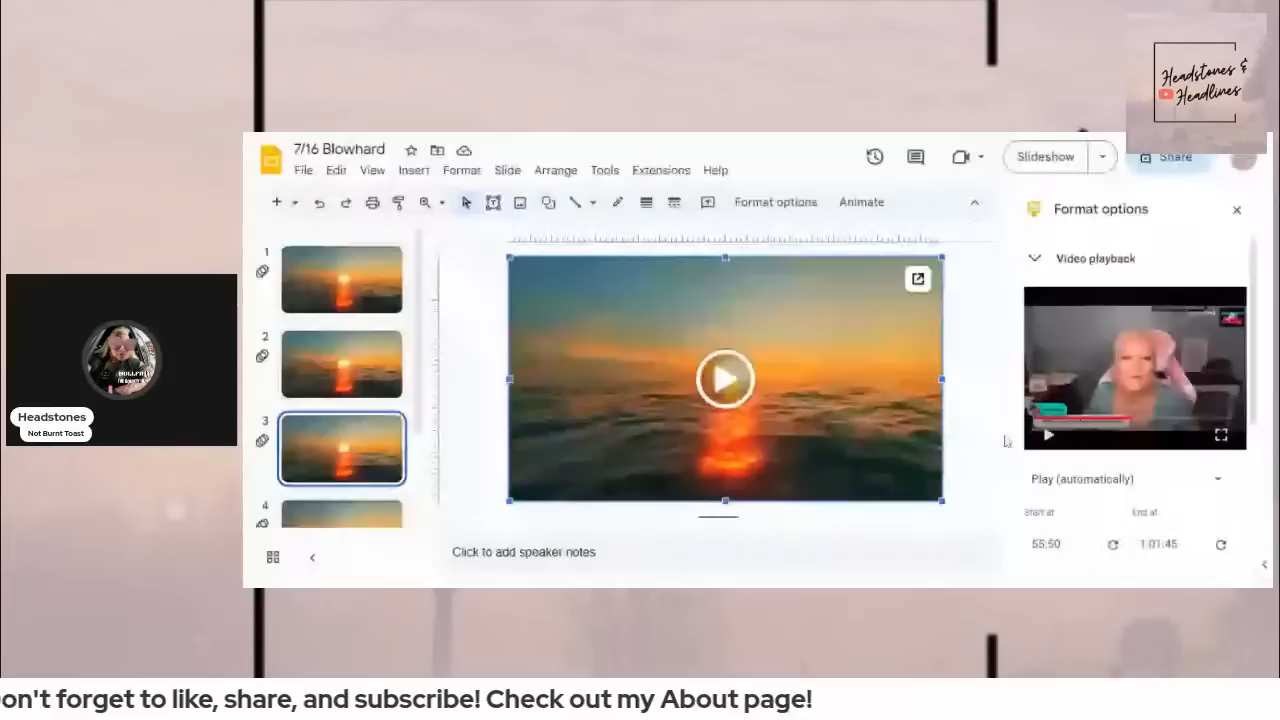 Headstones &
Headlines
7/16 Blowhard
File Edit View Insert Format Slide Arrange Tools Extensions Help
Slideshow
Share
Format options Animate
Format options
Video playback
1
2
3
4
Headstones
Not Burnt Toast
Play (automatically)
Start at End at
55:50 1:01:45
Click to add speaker notes
on't forget to like, share, and subscribe! Check out my About page!